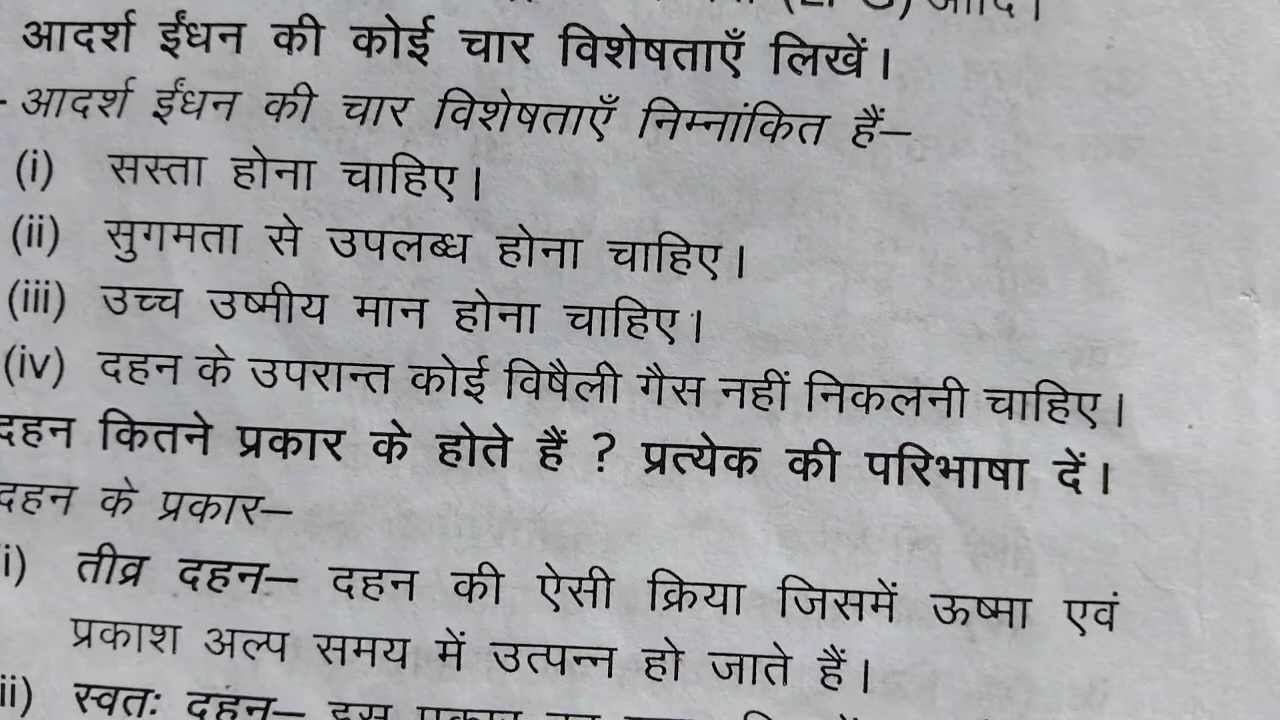 आदर्श ईंधन की कोई चार विशेषताएँ लिखें।
- आदर्श ईंधन की चार विशेषताएँ निम्नांकित हैं—
(i) सस्ता होना चाहिए।
(ii) सुगमता से उपलब्ध होना चाहिए।
(iii) उच्च उष्मीय मान होना चाहिए।
(iv) दहन के उपरान्त कोई विषैली गैस नहीं निकलनी चाहिए।
दहन कितने प्रकार के होते हैं ? प्रत्येक की परिभाषा दें।
दहन के प्रकार—
i) तीव्र दहन— दहन की ऐसी क्रिया जिसमें ऊष्मा एवं
प्रकाश अल्प समय में उत्पन्न हो जाते हैं।
ii) स्वतः दहन— इस प्रकार